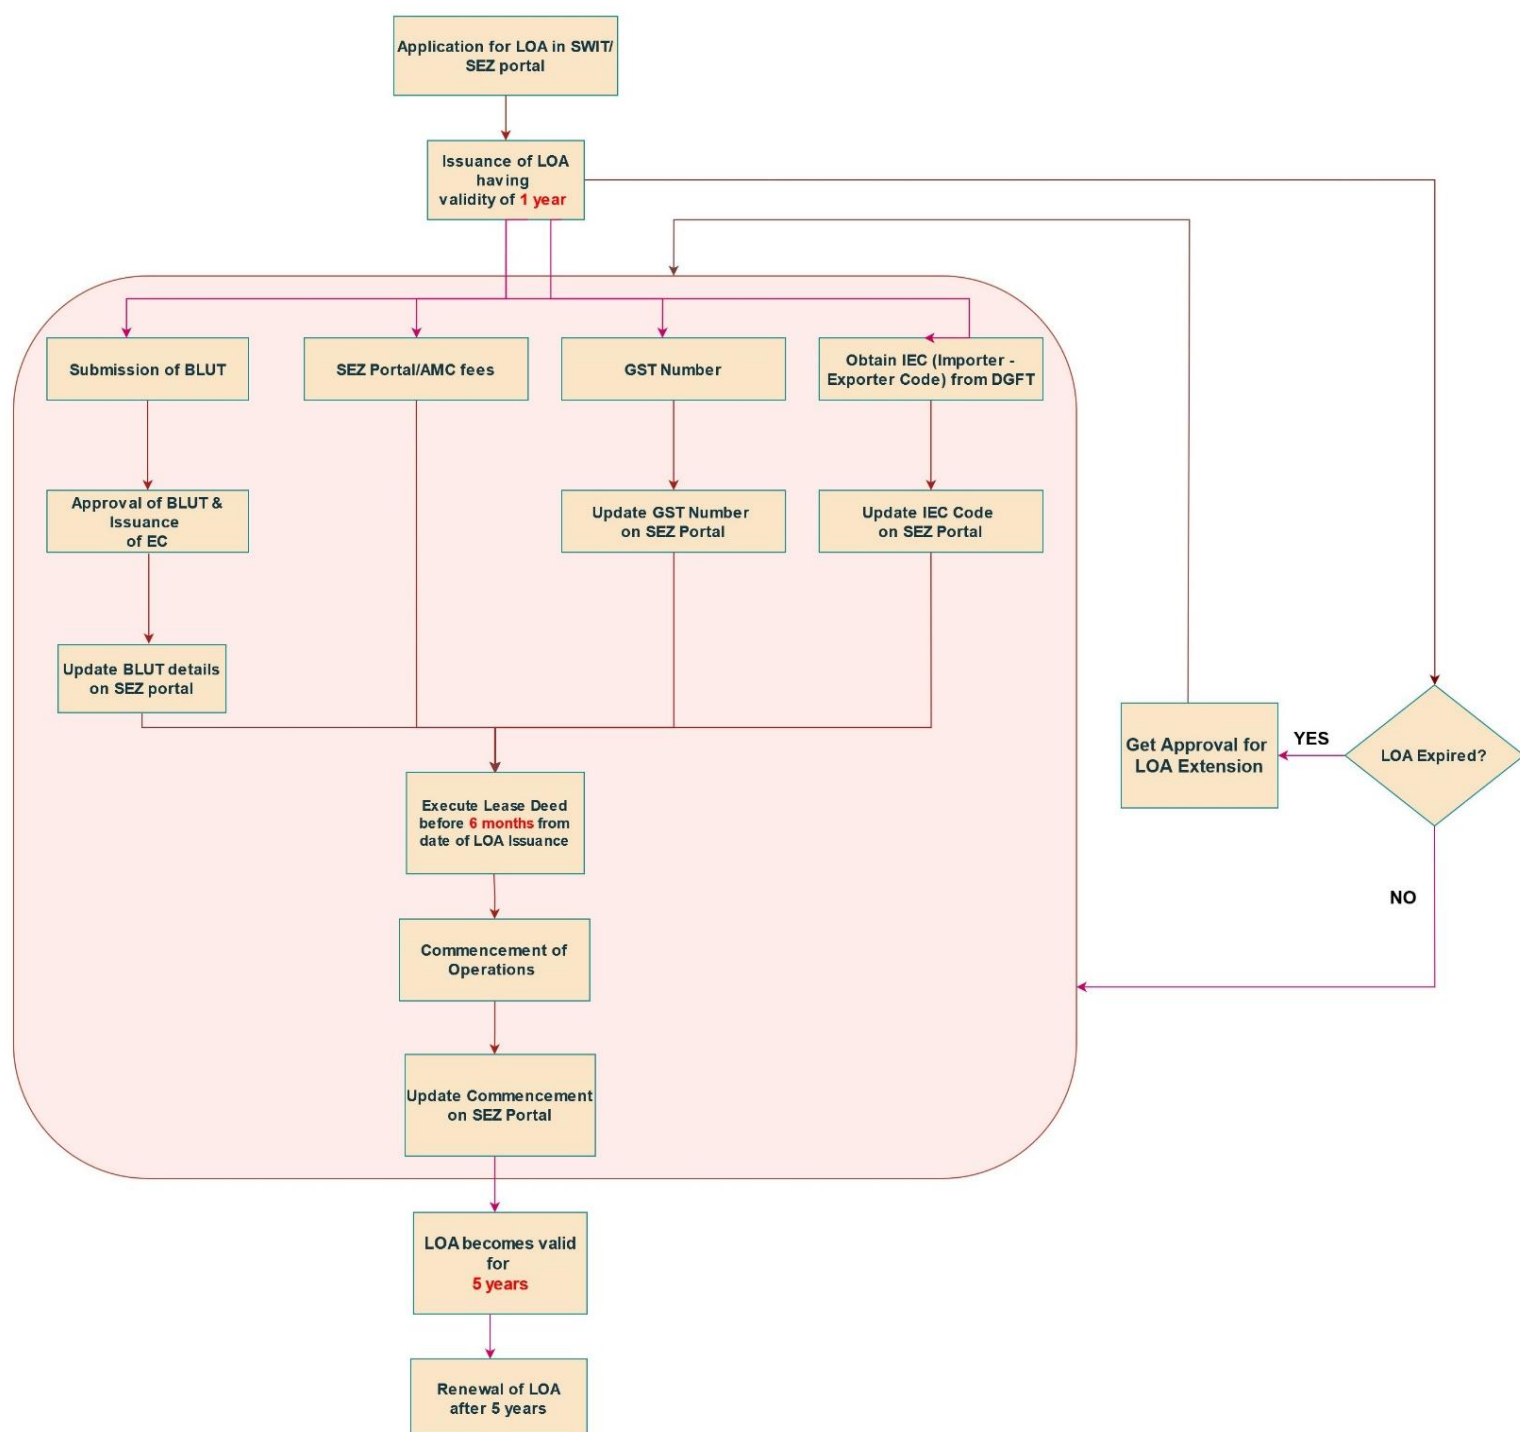 Application for LOA in SWIT/
SEZ portal
Issuance of LOA
having
validity of 1 year
Submission of BLUT
SEZ Portal/AMC fees
GST Number
Obtain IEC (Importer -
Exporter Code) from DGFT
Approval of BLUT &
Issuance
of EC
Update GST Number
on SEZ Portal
Update IEC Code
on SEZ Portal
Update BLUT details
on SEZ portal
Get Approval for
LOA Extension
YES
LOA Expired?
NO
Execute Lease Deed
before 6 months from
date of LOA Issuance
Commencement of
Operations
Update Commencement
on SEZ Portal
LOA becomes valid
for
5 years
Renewal of LOA
after 5 years